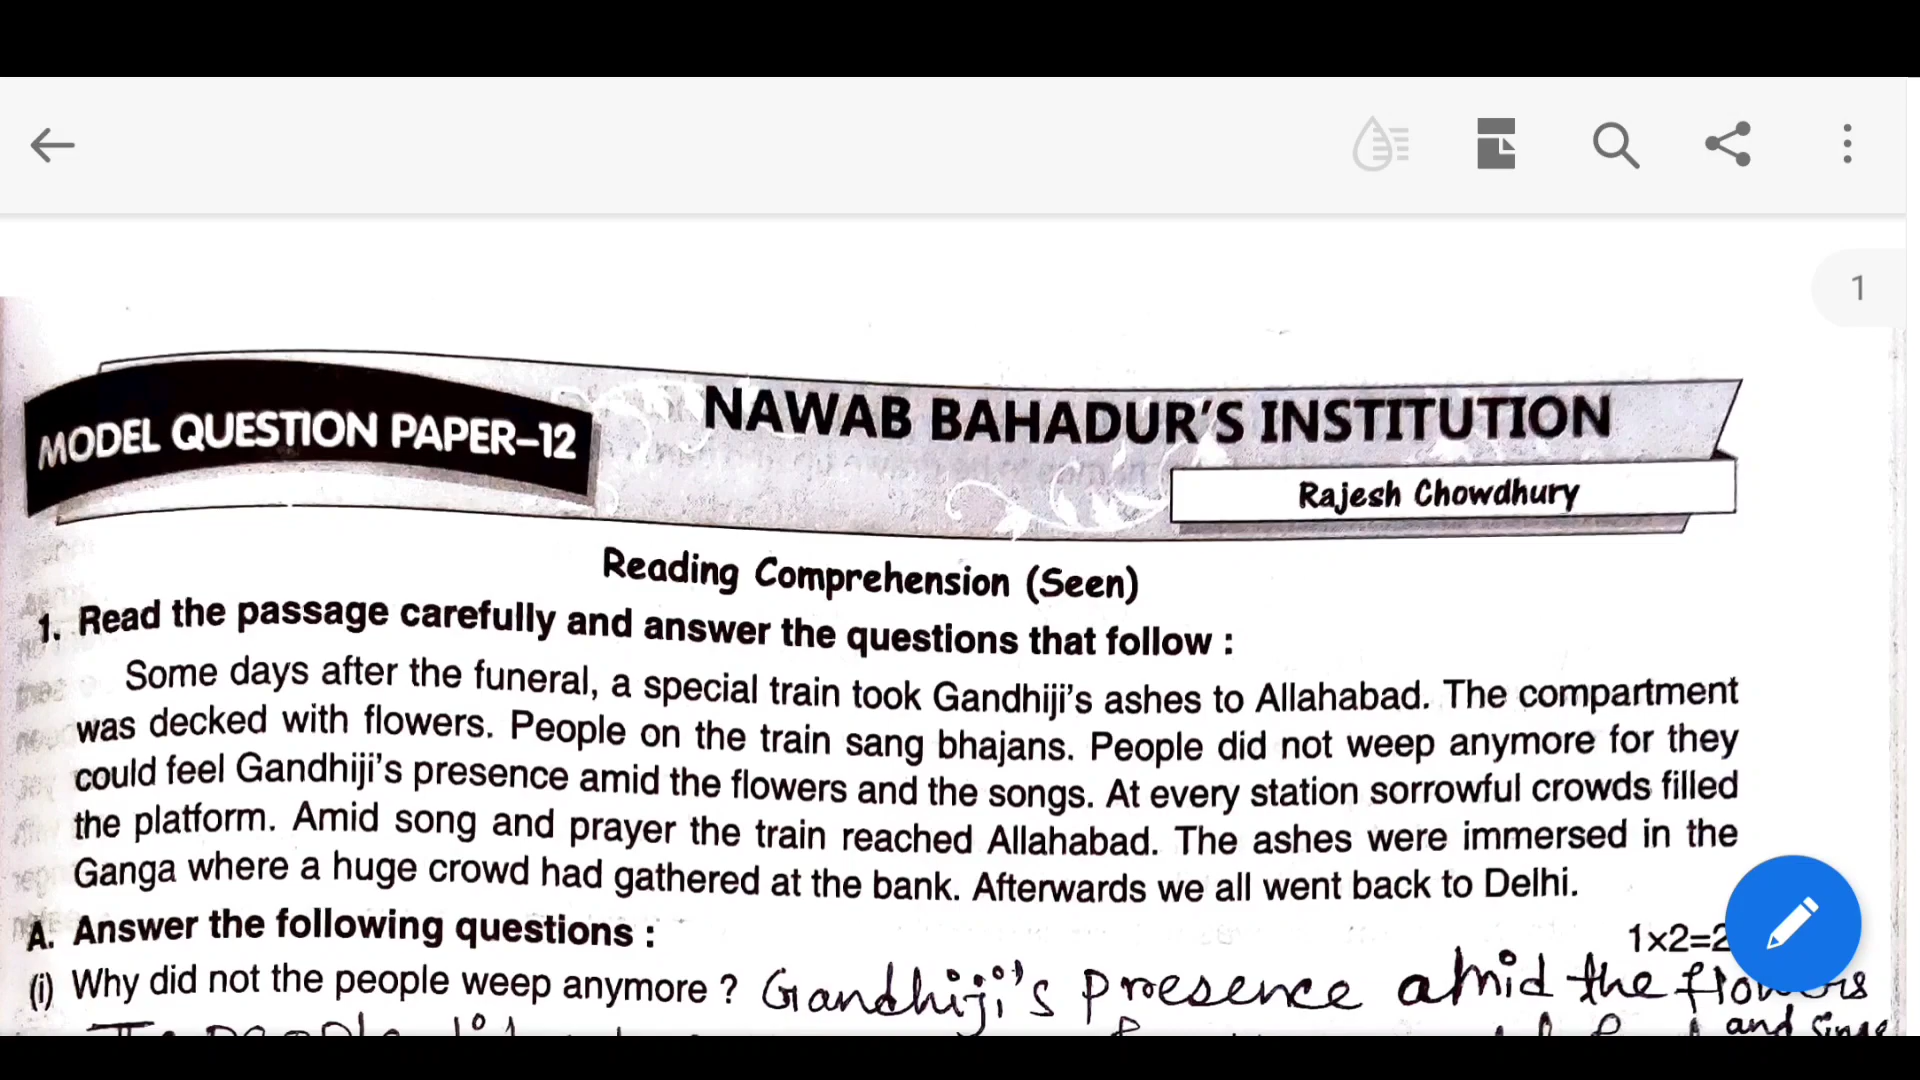 1
MODEL QUESTION PAPER–12
NAWAB BAHADUR'S INSTITUTION
Rajesh Chowdhury
Reading Comprehension (Seen)
1. Read the passage carefully and answer the questions that follow :
Some days after the funeral, a special train took Gandhiji's ashes to Allahabad. The compartment
was decked with flowers. People on the train sang bhajans. People did not weep anymore for they
could feel Gandhiji's presence amid the flowers and the songs. At every station sorrowful crowds filled
the platform. Amid song and prayer the train reached Allahabad. The ashes were immersed in the
Ganga where a huge crowd had gathered at the bank. Afterwards we all went back to Delhi.
A. Answer the following questions :
1×2=2
(i) Why did not the people weep anymore ? Gandhiji's presence amid the flowers
and